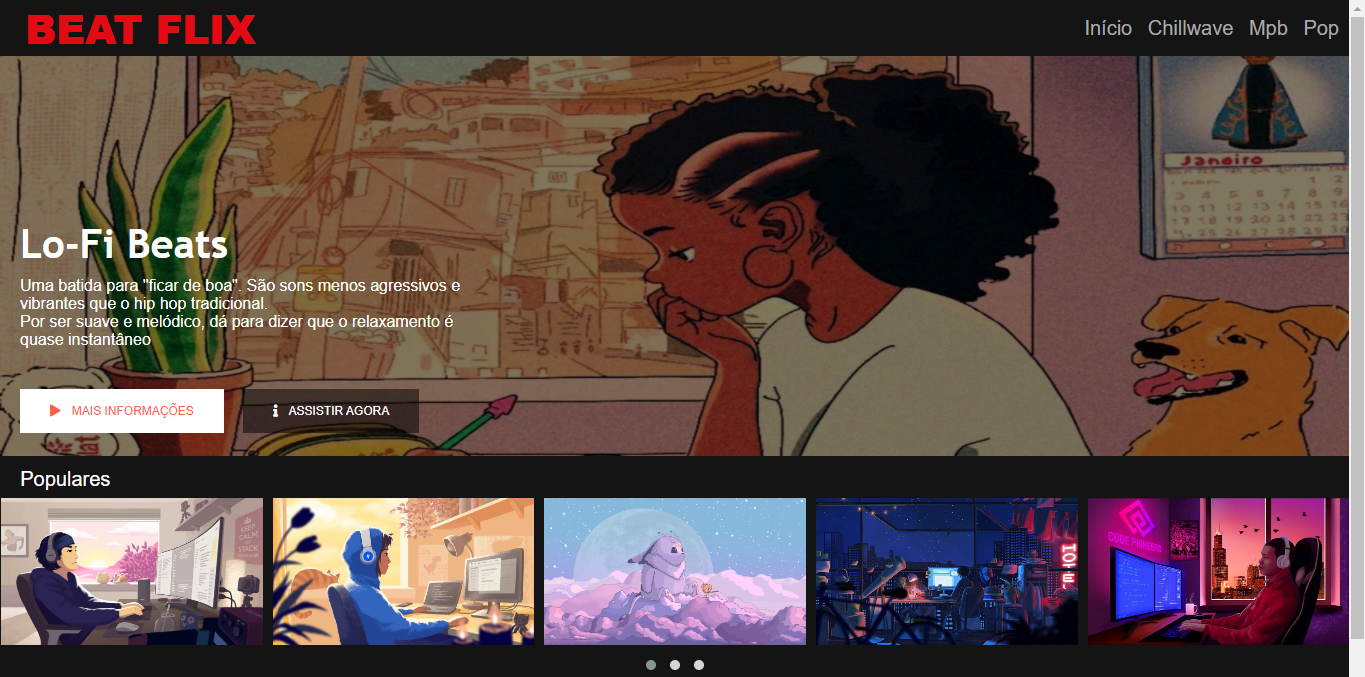 BEAT FLIX
Início Chillwave Mpb Pop
Janeiro
Lo-Fi Beats
Uma batida para "ficar de boa". São sons menos agressivos e
vibrantes que o hip hop tradicional.
Por ser suave e melódico, dá para dizer que o relaxamento é
quase instantâneo
MAIS INFORMAÇÕES
ASSISTIR AGORA
Populares
KEEP
CALM
AND
STACK
CODE PIONEERS